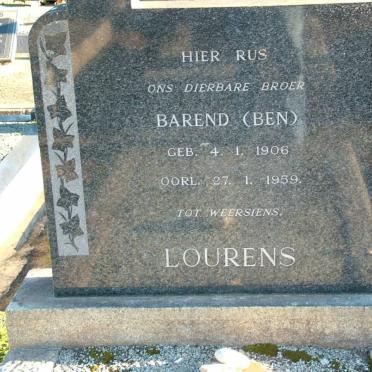 HIER RUS
ONS DIERBARE BROER
BAREND (BEN)
GEB. 4. 1. 1906
OORL. 27. 1. 1959.
TOT WEERSIENS.
LOURENS